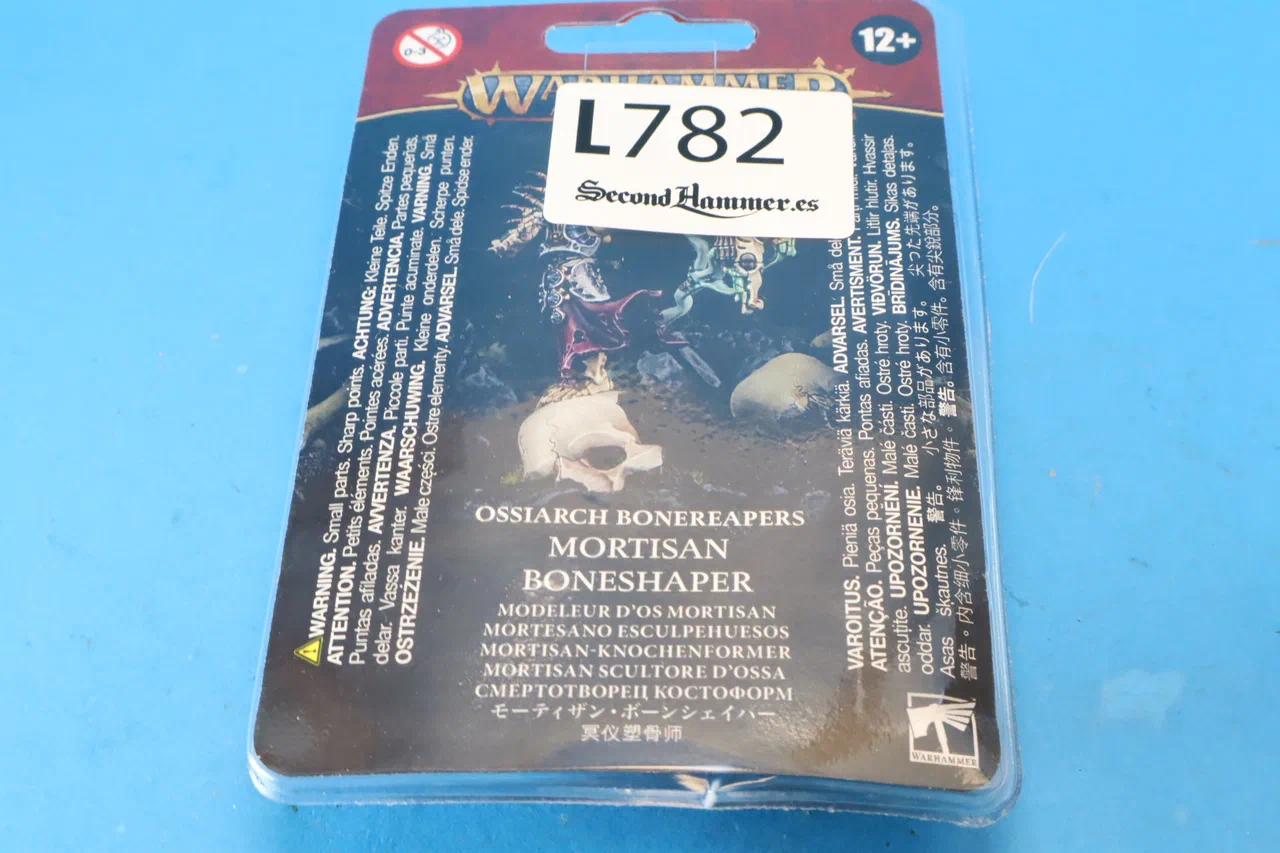 0-3
12+
WARHAMMER
L782
SecondHammer.es
WARNING. Small parts. Sharp points. ACHTUNG: Kleine Teile. Spitze Enden.
ATTENTION. Petits éléments. Pointes acérées. ADVERTENCIA. Partes pequeñas.
Puntas afiladas. AVVERTENZA. Piccole parti. Punte acuminate. VARNING. Små
delar. Vassa kanter. WAARSCHUWING. Kleine onderdelen. Scherpe punten.
OSTRZEŻENIE. Małe części. Ostre elementy. ADVARSEL. Små dele. Spidse ender.
OSSIARCH BONEREAPERS
MORTISAN
BONESHAPER
MODELEUR D'OS MORTISAN
MORTESANO ESCULPEHUESOS
MORTISAN-KNOCHENFORMER
MORTISAN SCULTORE D'OSSA
СМЕРТОТВОРЕЦ КОСТОФОРМ
モーティザン・ボーンシェイパー
冥仪塑骨师
VAROITUS. Pieniä osia. Teräviä kärkiä. ADVARSEL. Små
ATENÇÃO. Peças pequenas. Pontas afiadas. AVERTISMENT.
ascuțite. UPOZORNENÍ. Malé části. Ostré hroty. VIÐVÖRUN. Litlir hlutir. Hvassir
oddar. UPOZORNENIE. Malé časti. Ostré hroty. BRĪDINĀJUMS. Sīkas detaļas.
Asas šķautnes. 警告。 小さな部品があります。 尖った先端があります。
警告。内含细小零件。锋利物件。 警告。含有小零件。含有尖銳部分。
WARHAMMER